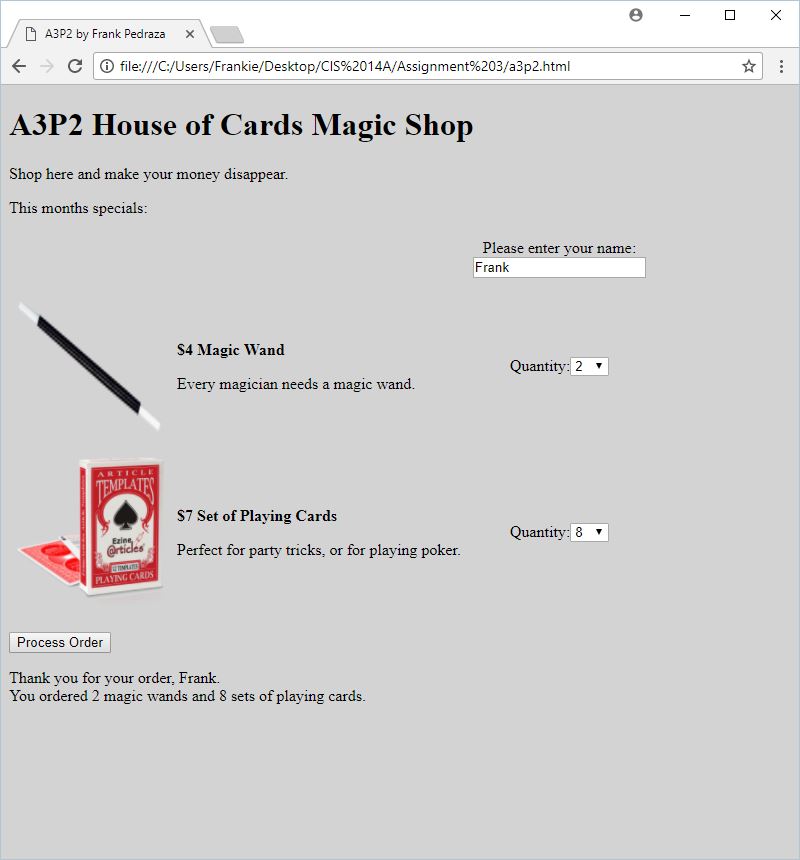 A3P2 by Frank Pedraza
file:///C:/Users/Frankie/Desktop/CIS%2014A/Assignment%203/a3p2.html
A3P2 House of Cards Magic Shop
Shop here and make your money disappear.
This months specials:
Please enter your name:
Frank
$4 Magic Wand
Every magician needs a magic wand.
Quantity: 2
ARTICLE
TEMPLATES
Ezine
@rticles
12 TEMPLATES
PLAYING CARDS
$7 Set of Playing Cards
Perfect for party tricks, or for playing poker.
Quantity: 8
Process Order
Thank you for your order, Frank.
You ordered 2 magic wands and 8 sets of playing cards.